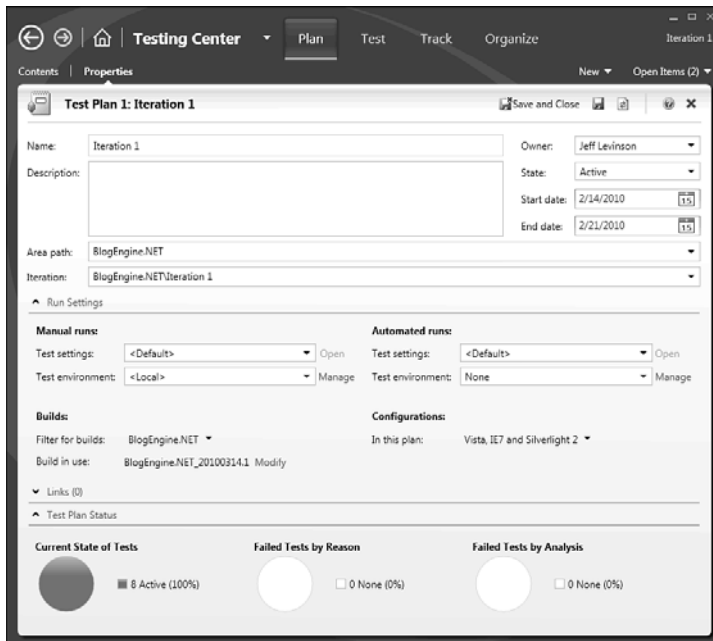 Testing Center Plan Test Track Organize Iteration 1
Contents | Properties New Open Items (2)
Test Plan 1: Iteration 1 Save and Close
Name: Iteration 1 Owner: Jeff Levinson
Description: State: Active
Start date: 2/14/2010 15
End date: 2/21/2010 15
Area path: BlogEngine.NET
Iteration: BlogEngine.NET\Iteration 1
Run Settings
Manual runs: Automated runs:
Test settings: <Default> Open Test settings: <Default> Open
Test environment: <Local> Manage Test environment: None Manage
Builds: Configurations:
Filter for builds: BlogEngine.NET In this plan: Vista, IE7 and Silverlight 2
Build in use: BlogEngine.NET_20100314.1 Modify
Links (0)
Test Plan Status
Current State of Tests Failed Tests by Reason Failed Tests by Analysis
8 Active (100%) 0 None (0%) 0 None (0%)